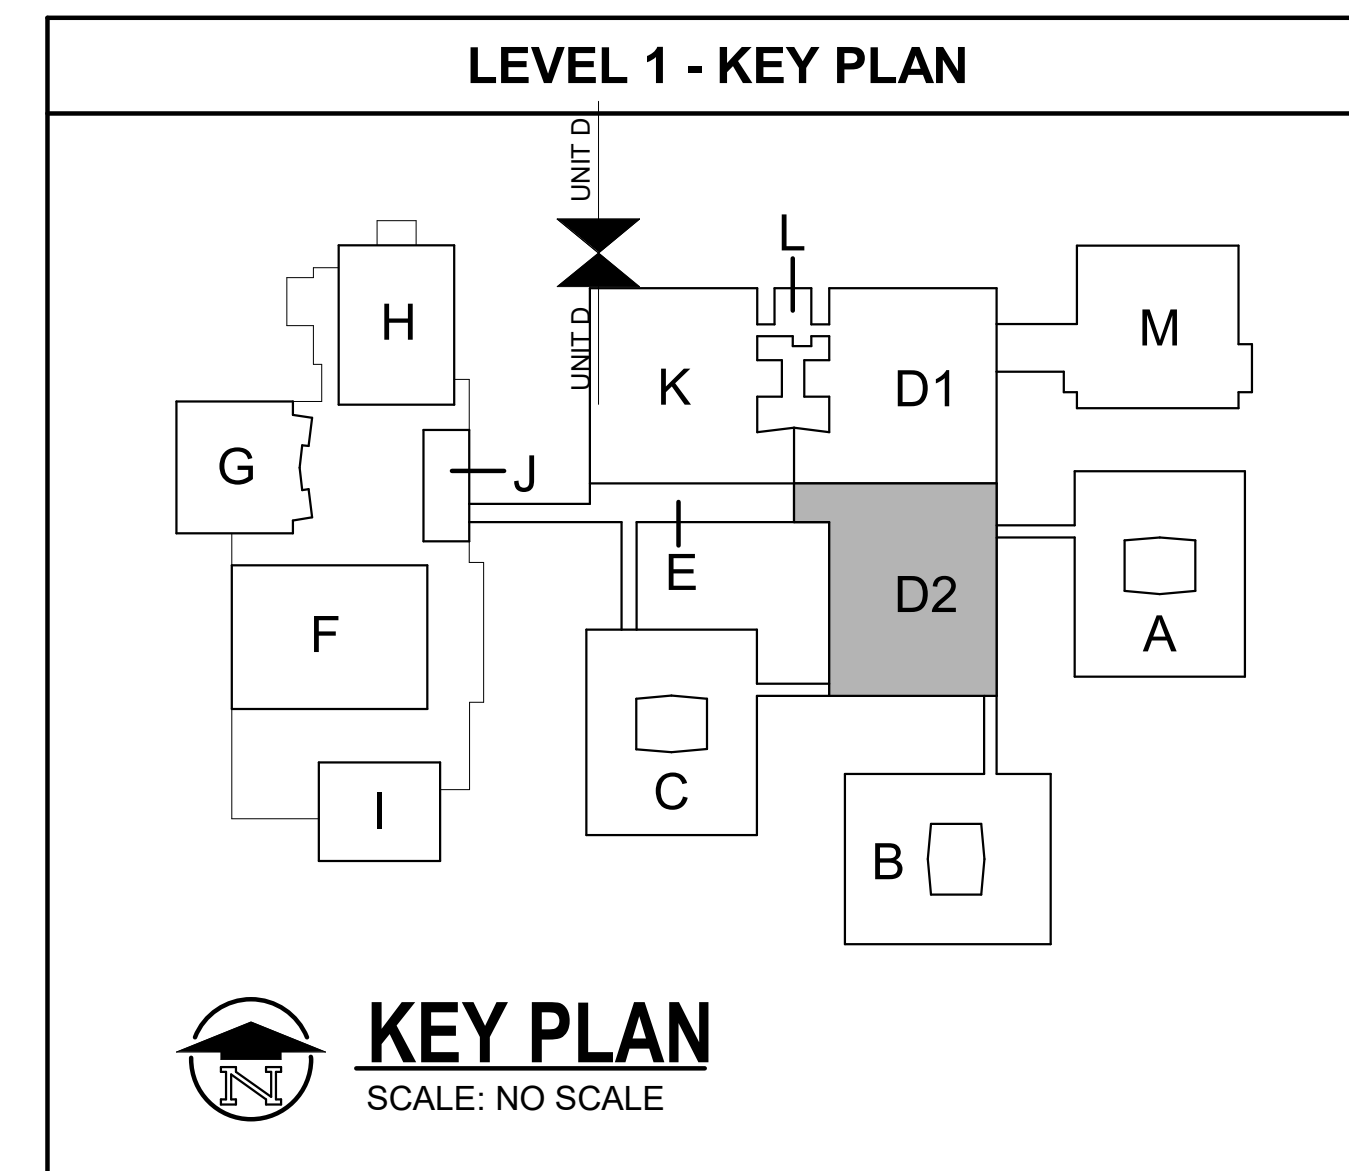 LEVEL 1 - KEY PLAN
UNIT D
L
H
UNIT D
M
K
D1
G
J
E
D2
F
A
C
I
B
N
KEY PLAN
SCALE: NO SCALE